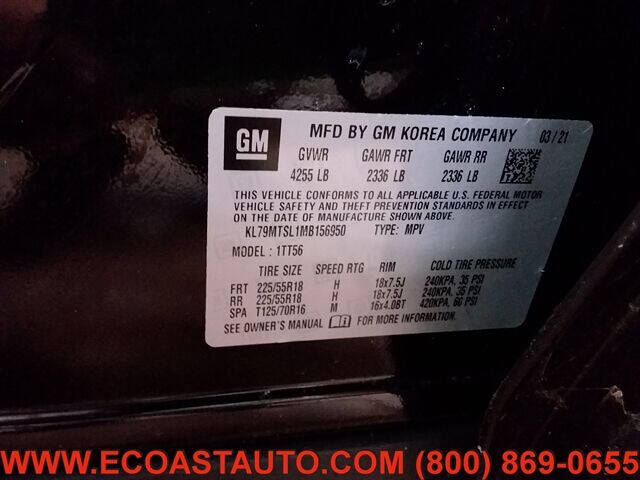 GM MFD BY GM KOREA COMPANY 03/21
GVWR GAWR FRT GAWR RR
4255 LB 2336 LB 2336 LB
THIS VEHICLE CONFORMS TO ALL APPLICABLE U.S. FEDERAL MOTOR
VEHICLE SAFETY AND THEFT PREVENTION STANDARDS IN EFFECT
ON THE DATE OF MANUFACTURE SHOWN ABOVE.
KL79MTSL1MB156950 TYPE: MPV
MODEL : 1TT56
TIRE SIZE SPEED RTG RIM COLD TIRE PRESSURE
FRT 225/55R18 H 18x7.5J 240KPA, 35 PSI
RR 225/55R18 H 18x7.5J 240KPA, 35 PSI
SPA T125/70R16 M 16x4.0BT 420KPA, 60 PSI
SEE OWNER'S MANUAL FOR MORE INFORMATION.
WWW.ECOASTAUTO.COM (800) 869-0655